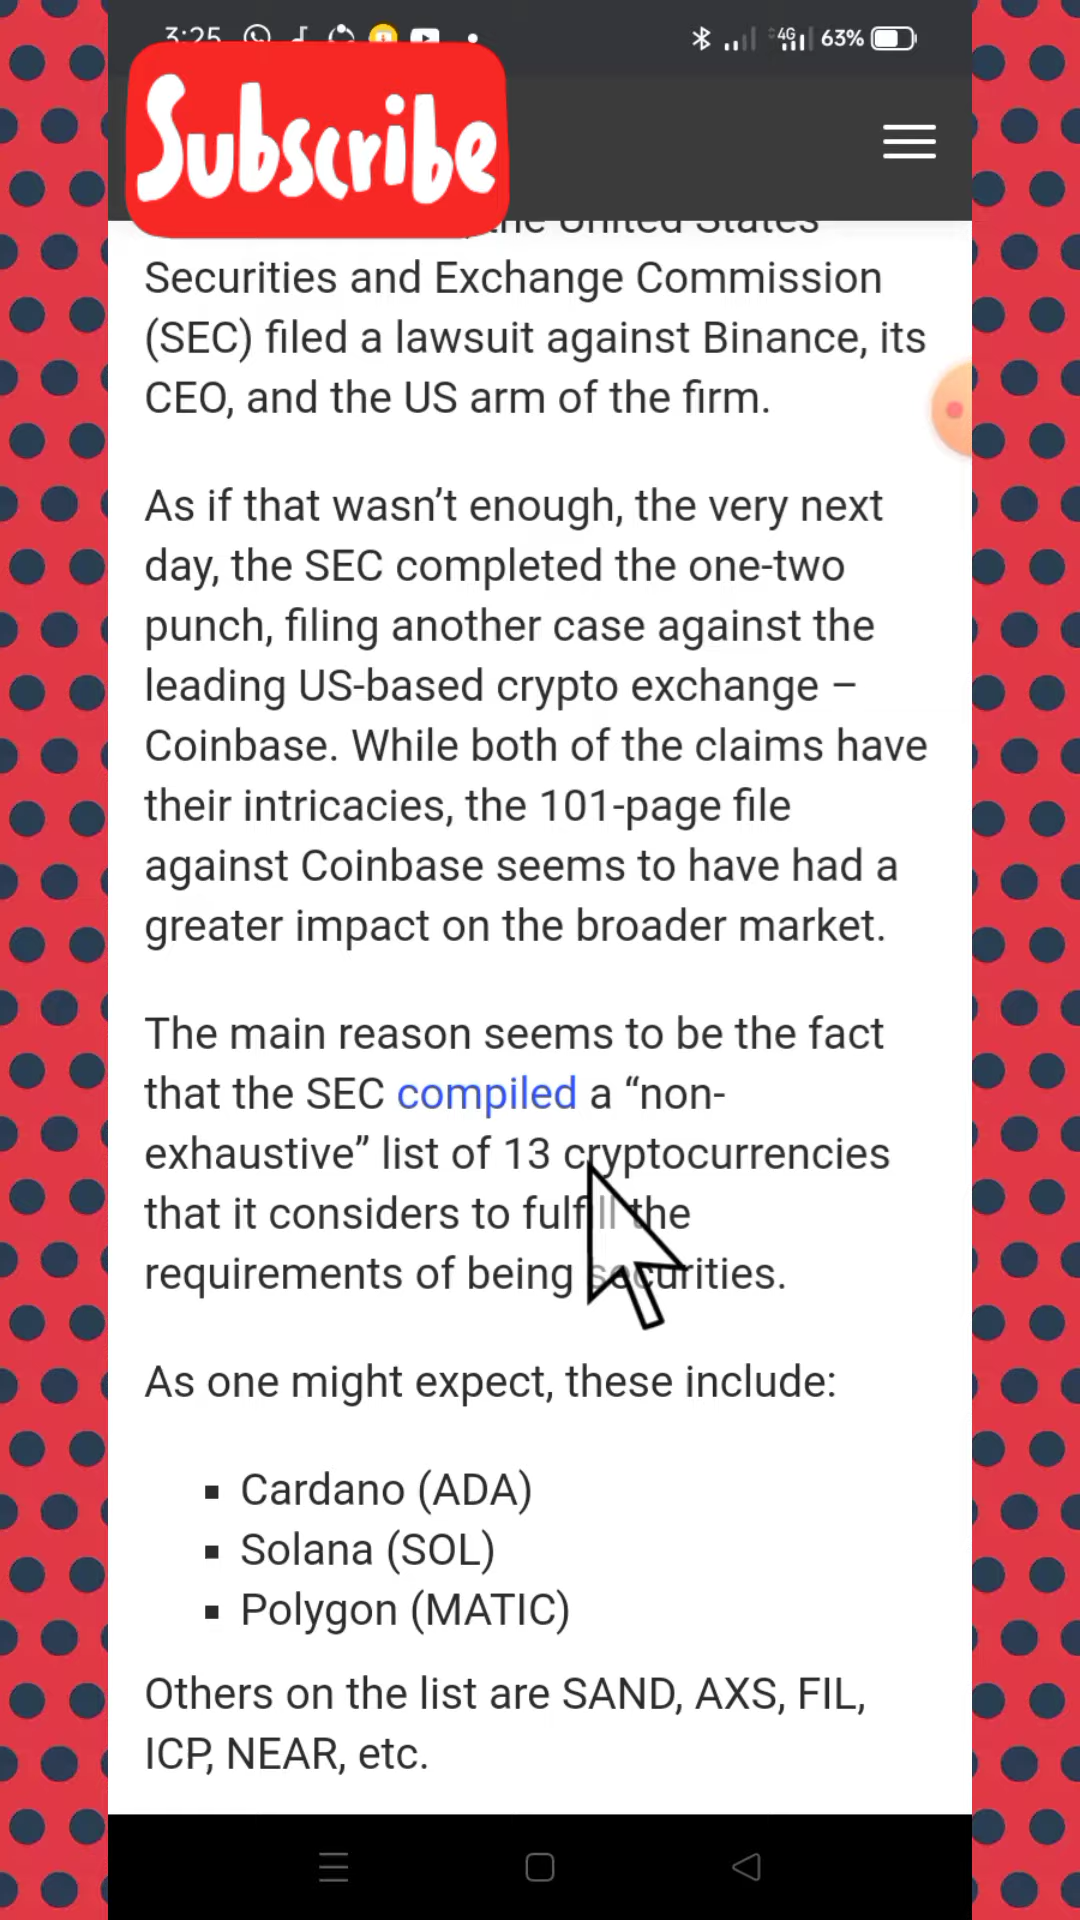 3:25
4G 63%
Subscribe
the United States
Securities and Exchange Commission
(SEC) filed a lawsuit against Binance, its
CEO, and the US arm of the firm.
As if that wasn’t enough, the very next
day, the SEC completed the one-two
punch, filing another case against the
leading US-based crypto exchange –
Coinbase. While both of the claims have
their intricacies, the 101-page file
against Coinbase seems to have had a
greater impact on the broader market.
The main reason seems to be the fact
that the SEC compiled a “non-
exhaustive” list of 13 cryptocurrencies
that it considers to fulfill the
requirements of being securities.
As one might expect, these include:
▪ Cardano (ADA)
▪ Solana (SOL)
▪ Polygon (MATIC)
Others on the list are SAND, AXS, FIL,
ICP, NEAR, etc.